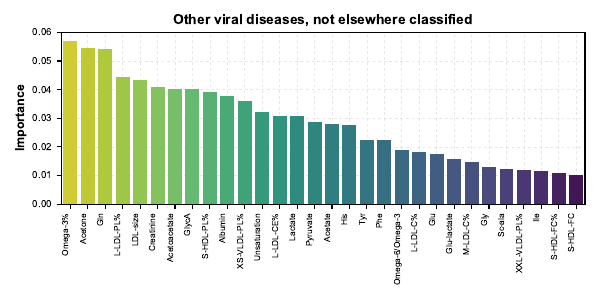 Other viral diseases, not elsewhere classified
Importance
0.06
0.05
0.04
0.03
0.02
0.01
0.00
Omega-3%
Acetone
Gln
L-LDL-PL%
LDL-size
Creatinine
Acetoacetate
GlycA
S-HDL-PL%
Albumin
XS-VLDL-PL%
Unsaturation
L-LDL-CE%
Lactate
Pyruvate
Acetate
His
Tyr
Phe
Omega-6/Omega-3
L-LDL-C%
Glu
Glu-lactate
M-LDL-C%
Gly
XXL-VLDL-PL%
Ile
S-HDL-FC%
S-HDL-FC